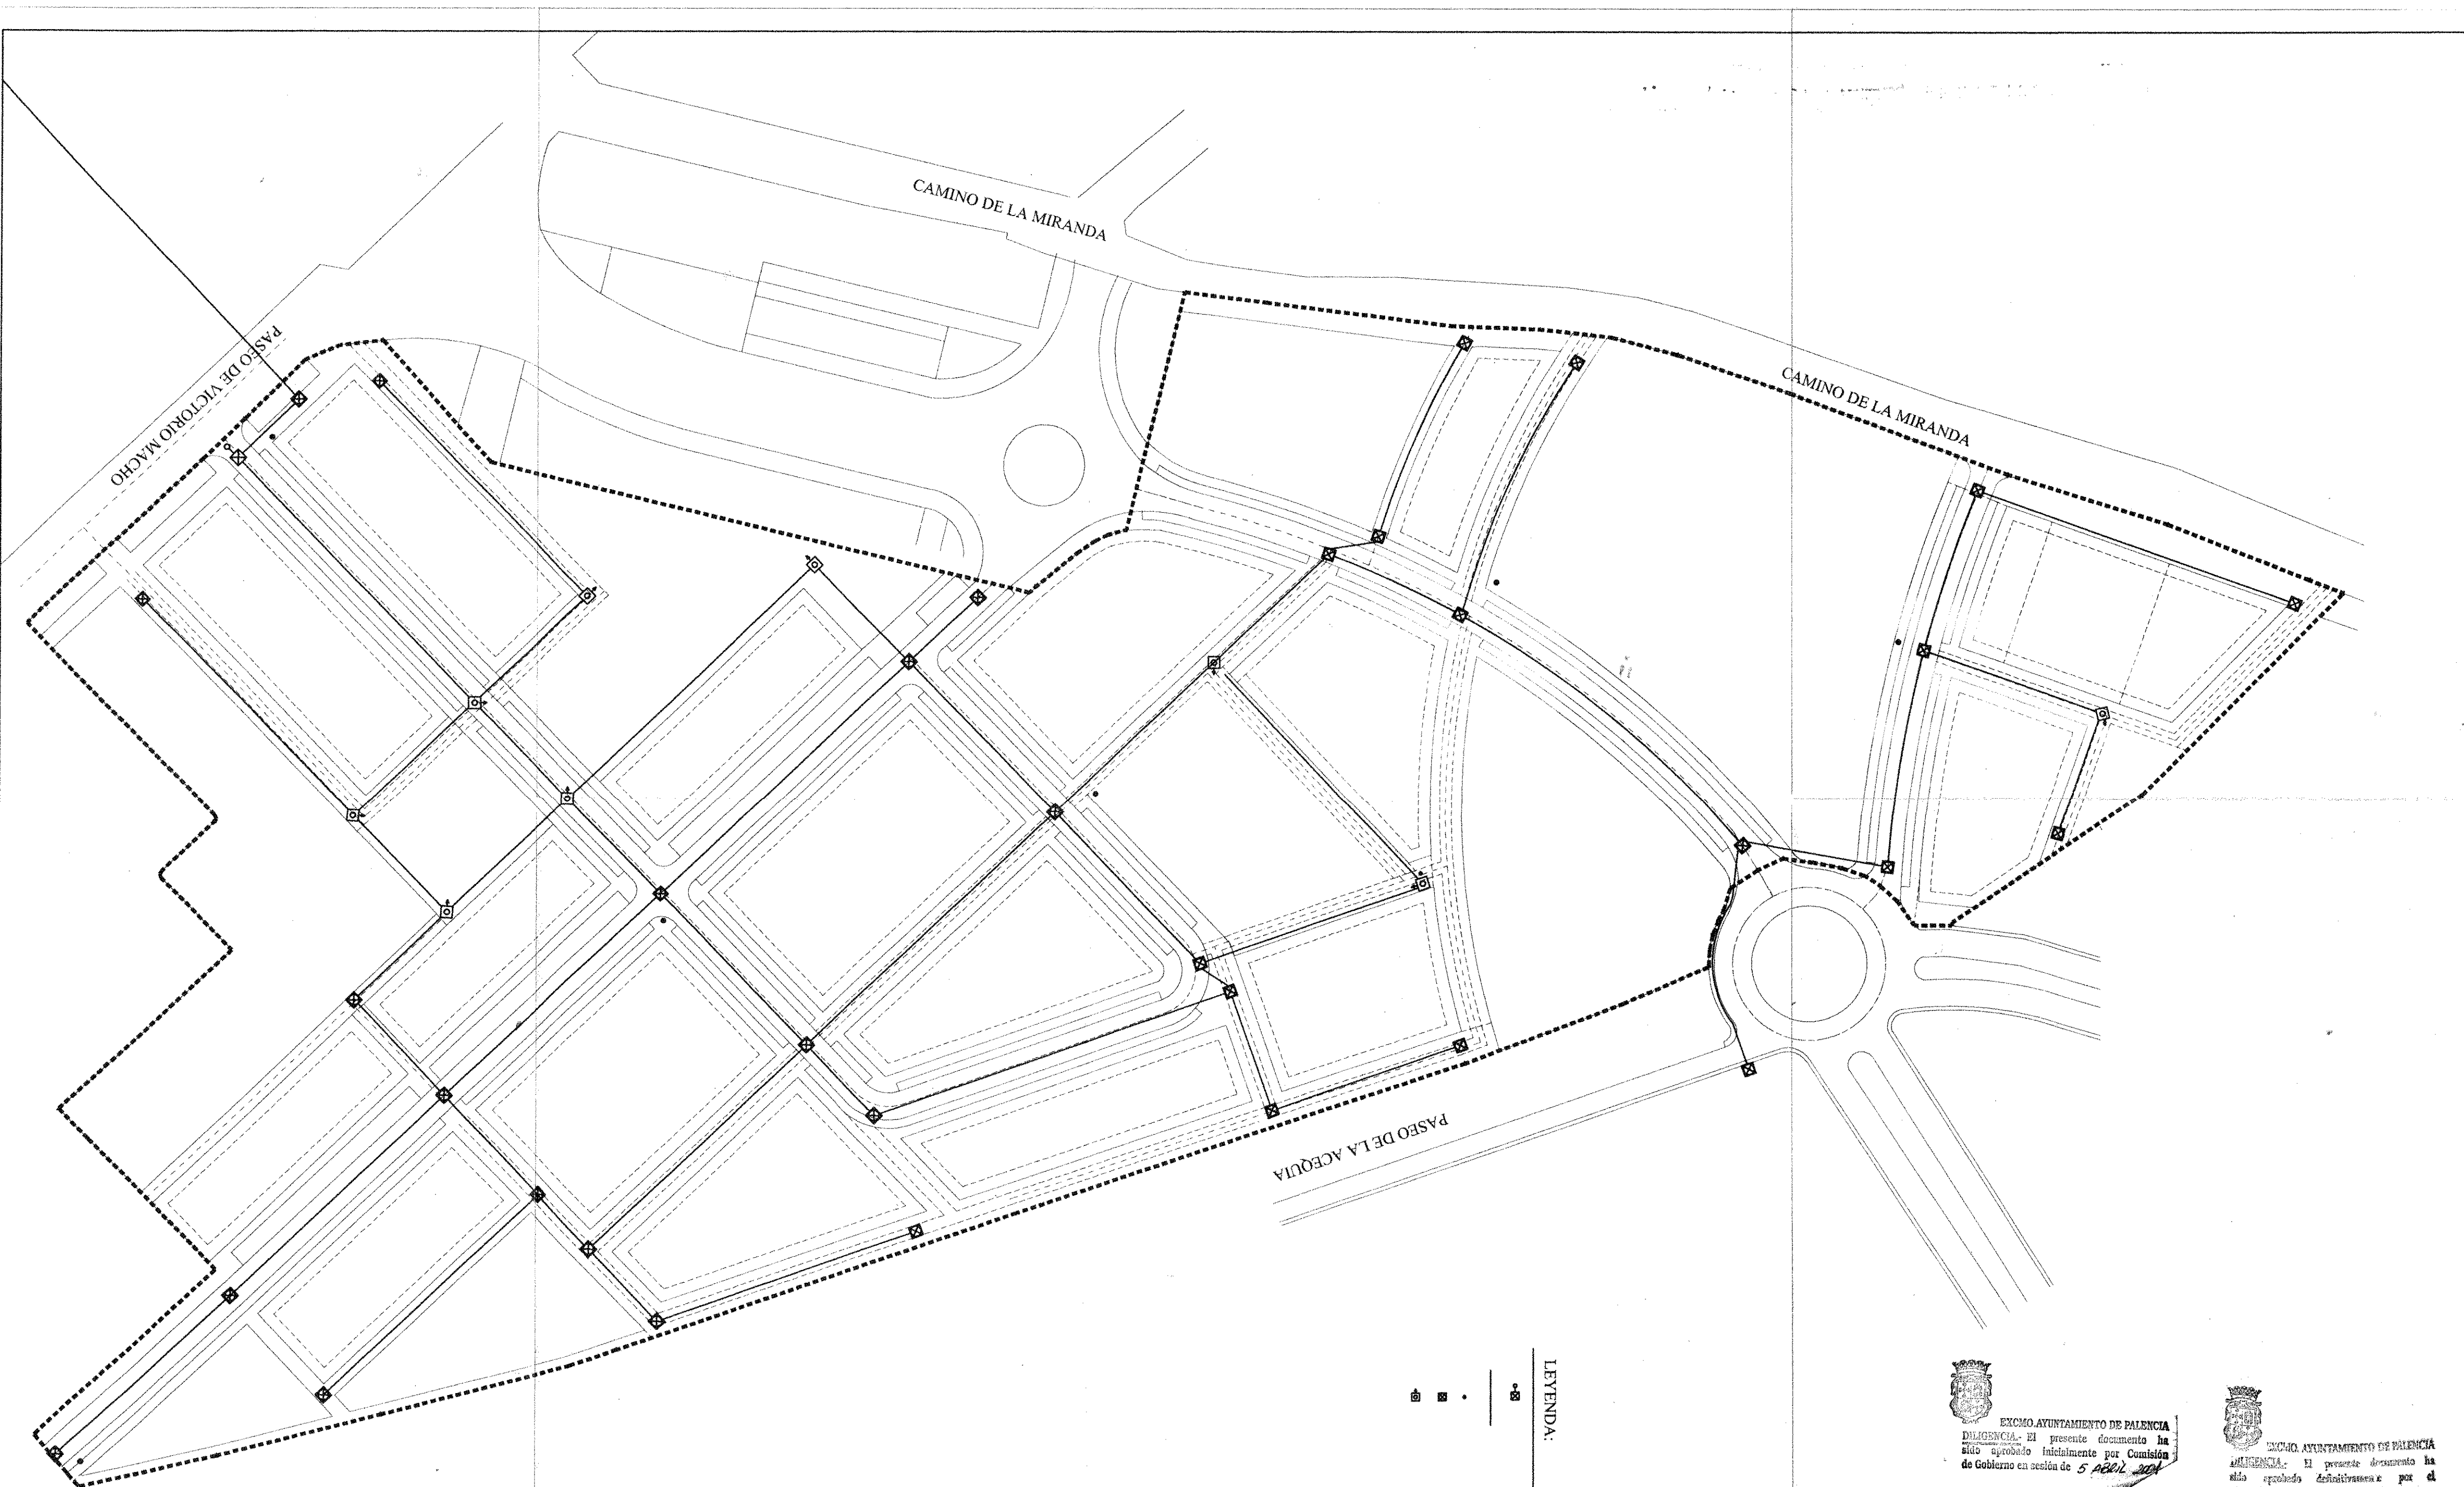 CAMINO DE LA MIRANDA
PASEO DE VICTORIO MACHO
CAMINO DE LA MIRANDA
PASEO DE LA ACEQUIA
LEYENDA:
EXCMO. AYUNTAMIENTO DE PALENCIA
DILIGENCIA.- El presente documento ha
sido aprobado inicialmente por Comisión
de Gobierno en sesión de 5 ABRIL 2001
EXCMO. AYUNTAMIENTO DE PALENCIA
DILIGENCIA.- El presente documento ha
sido aprobado definitivamente por el